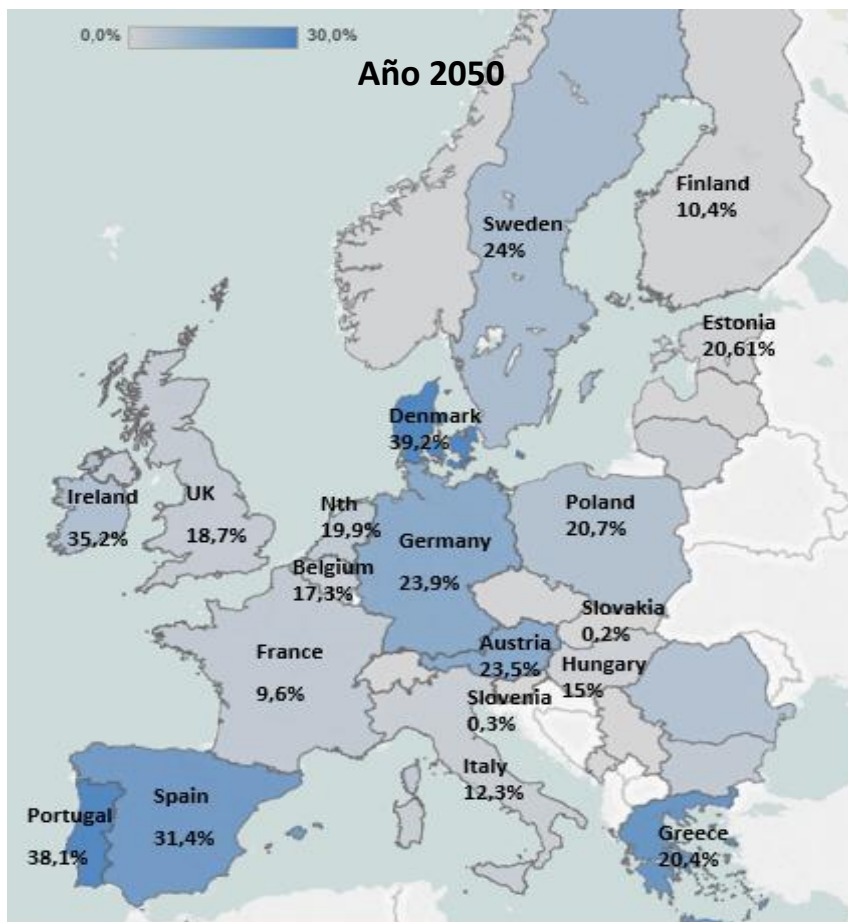 0,0%
30,0%
Año 2050
Finland
10,4%
Sweden
24%
Estonia
20,61%
Denmark
39,2%
Ireland
35,2%
UK
18,7%
Nth
19,9%
Poland
20,7%
Germany
23,9%
Belgium
17,3%
Slovakia
0,2%
Austria
23,5%
Hungary
15%
France
9,6%
Slovenia
0,3%
Italy
12,3%
Spain
31,4%
Portugal
38,1%
Greece
20,4%